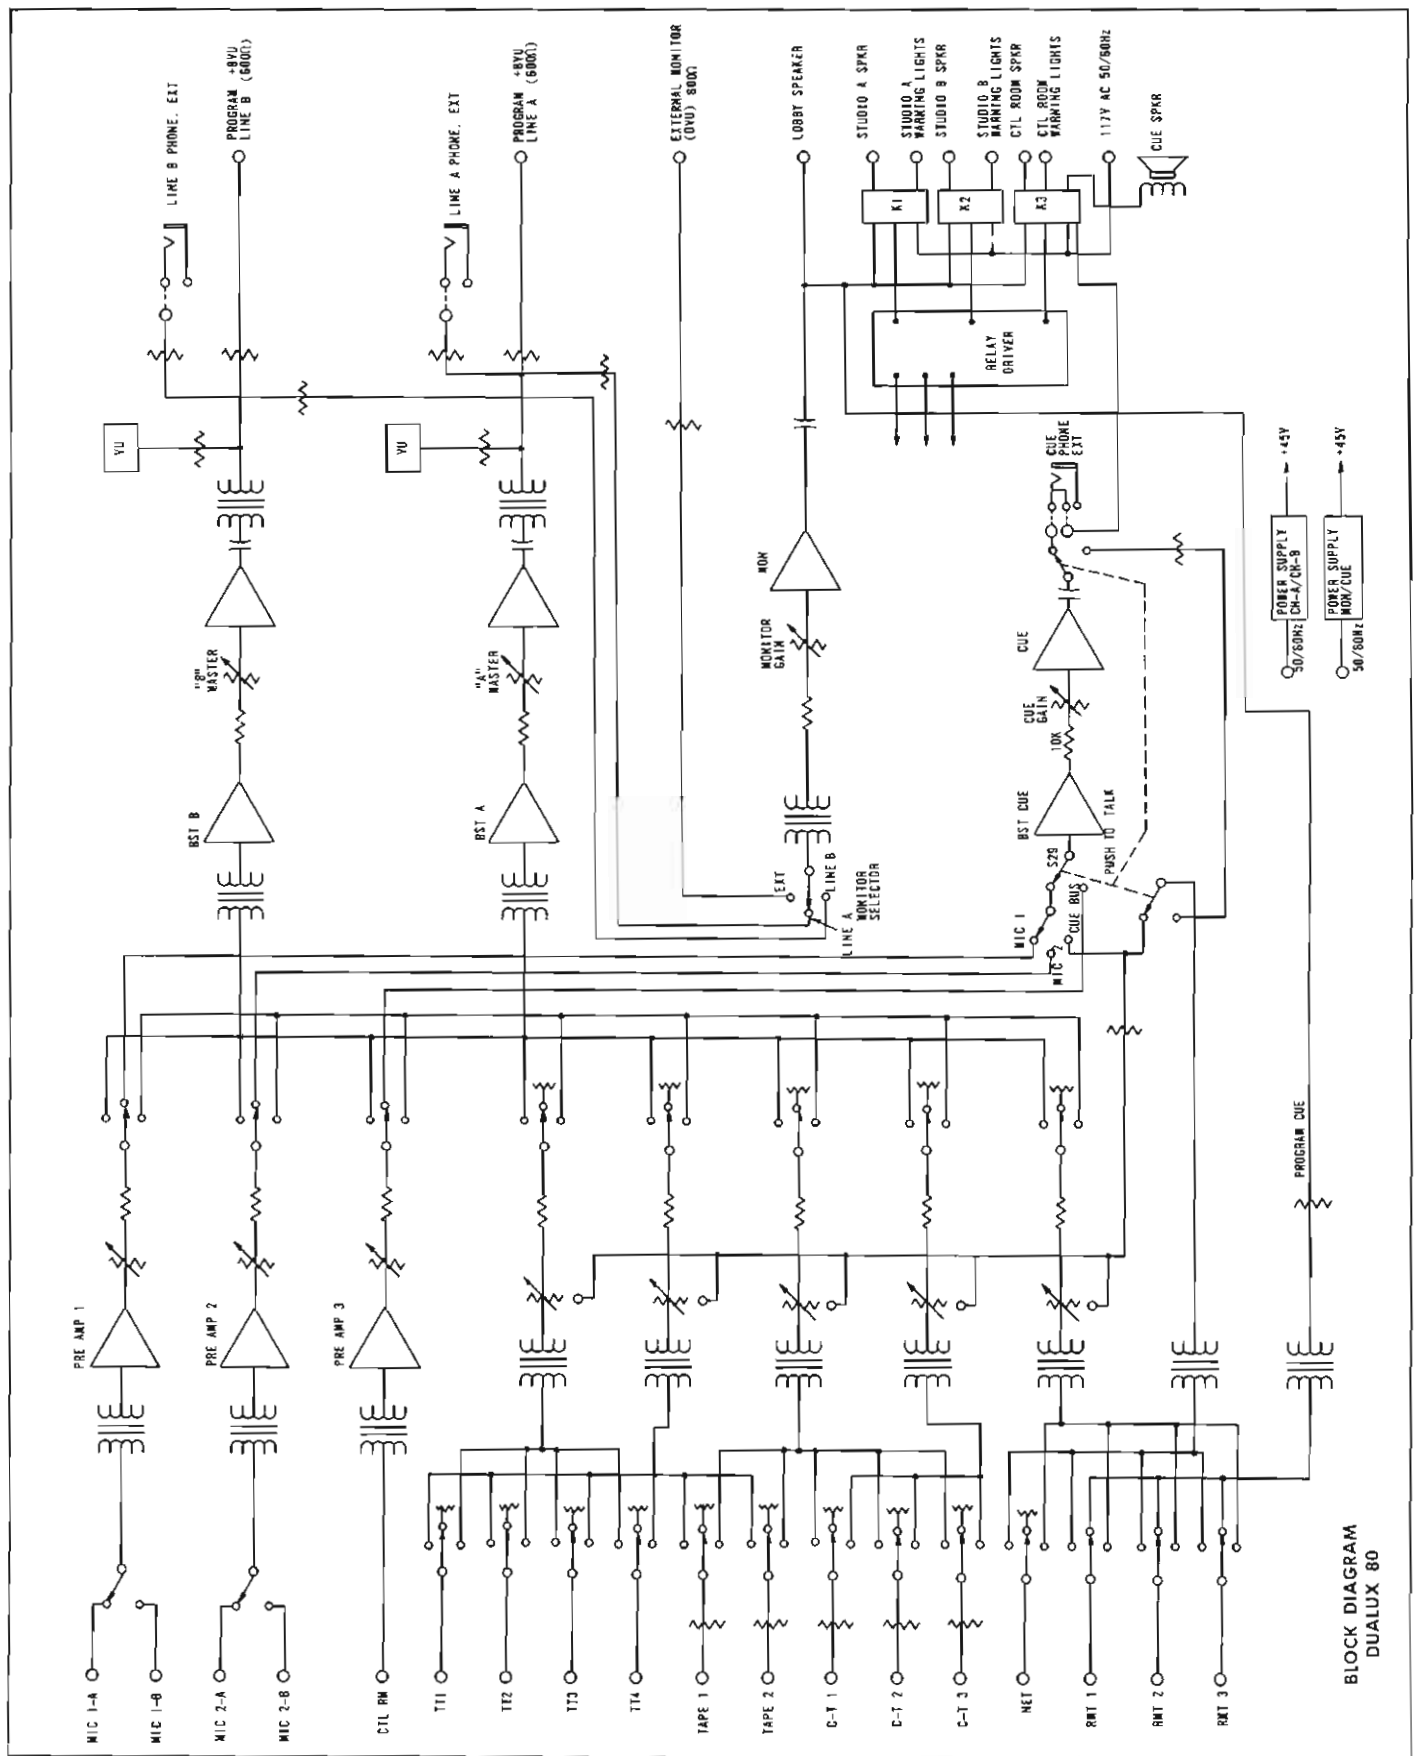 LINE B PHONE. EXT
PROGRAM +8VU
LINE B (600Ω)
LINE A PHONE. EXT
PROGRAM +8VU
LINE A (600Ω)
EXTERNAL MONITOR
(0VU) 800Ω
LOBBY SPEAKER
STUDIO A SPKR
STUDIO A
WARNING LIGHTS
STUDIO B SPKR
STUDIO B
WARNING LIGHTS
CTL ROOM SPKR
CTL ROOM
WARNING LIGHTS
117V AC 50/60Hz
CUE SPKR
K1
K2
K3
RELAY
DRIVER
VU
VU
CUE
PHONE
EXT
+45V
+45V
POWER SUPPLY
CH-A/CH-B
POWER SUPPLY
MON/CUE
50/60Hz
50/60Hz
MON
MONITOR
GAIN
CUE
CUE
GAIN
10K
"B"
MASTER
"A"
MASTER
BST B
BST A
BST CUE
PUSH TO TALK
S29
EXT
LINE B
LINE A
MONITOR
SELECTOR
MIC 1
MIC 2
CUE BUS
PROGRAM CUE
PRE AMP 1
PRE AMP 2
PRE AMP 3
MIC 1-A
MIC 1-B
MIC 2-A
MIC 2-B
CTL RM
TT1
TT2
TT3
TT4
TAPE 1
TAPE 2
C-T 1
C-T 2
C-T 3
NET
RMT 1
RMT 2
RMT 3
BLOCK DIAGRAM
DUALUX 80